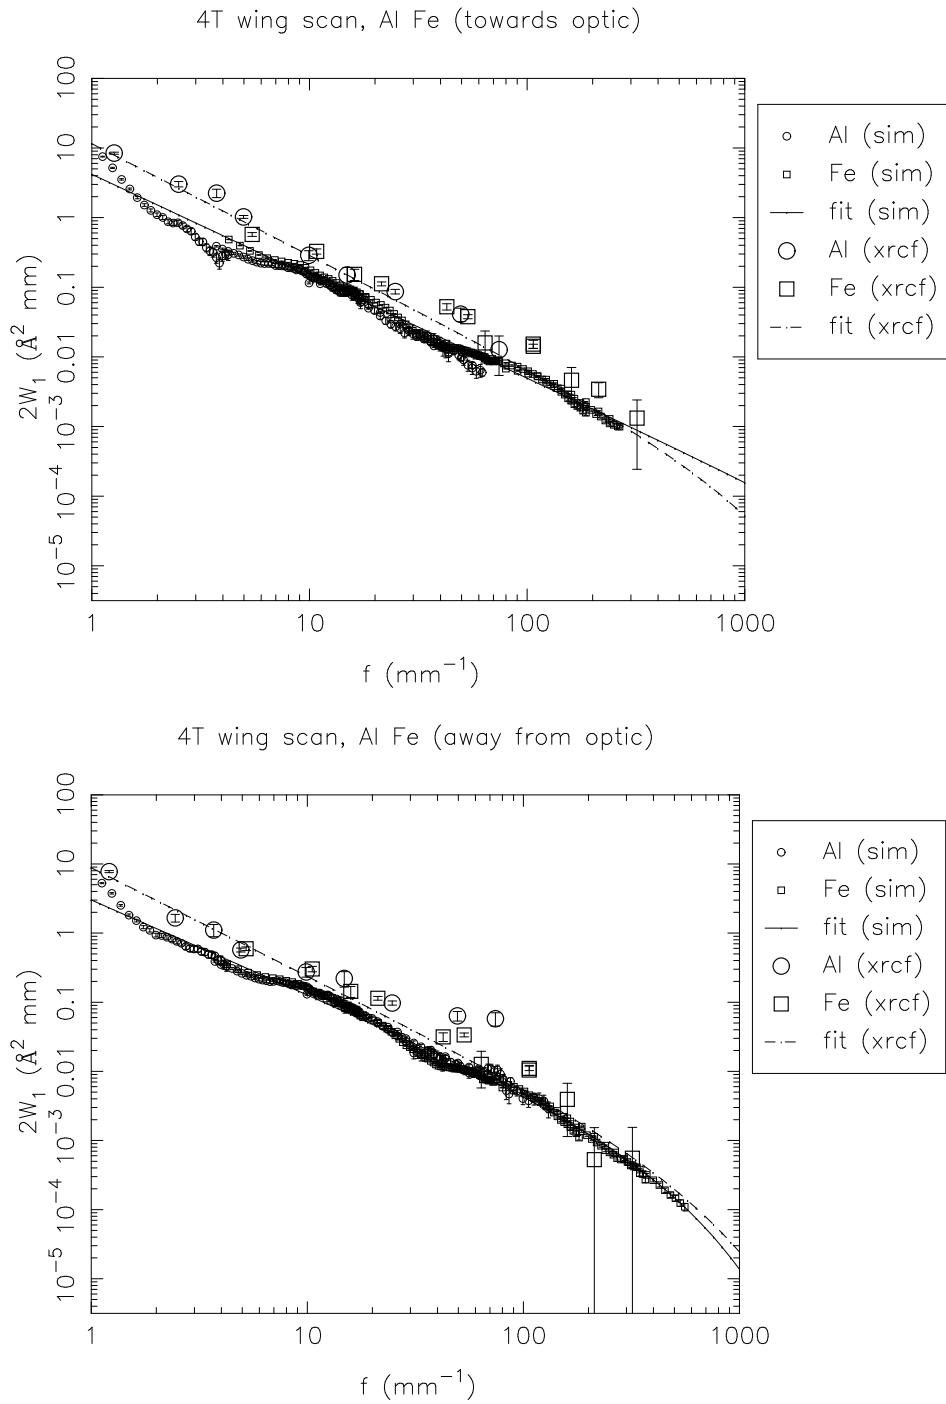 4T wing scan, Al Fe (towards optic)
100
10
1
0.1
0.01
10⁻³
10⁻⁴
10⁻⁵
2W₁ (Å² mm)
1 10 100 1000
f (mm⁻¹)
Al (sim)
Fe (sim)
fit (sim)
Al (xrcf)
Fe (xrcf)
fit (xrcf)
4T wing scan, Al Fe (away from optic)
100
10
1
0.1
0.01
10⁻³
10⁻⁴
10⁻⁵
2W₁ (Å² mm)
1 10 100 1000
f (mm⁻¹)
Al (sim)
Fe (sim)
fit (sim)
Al (xrcf)
Fe (xrcf)
fit (xrcf)